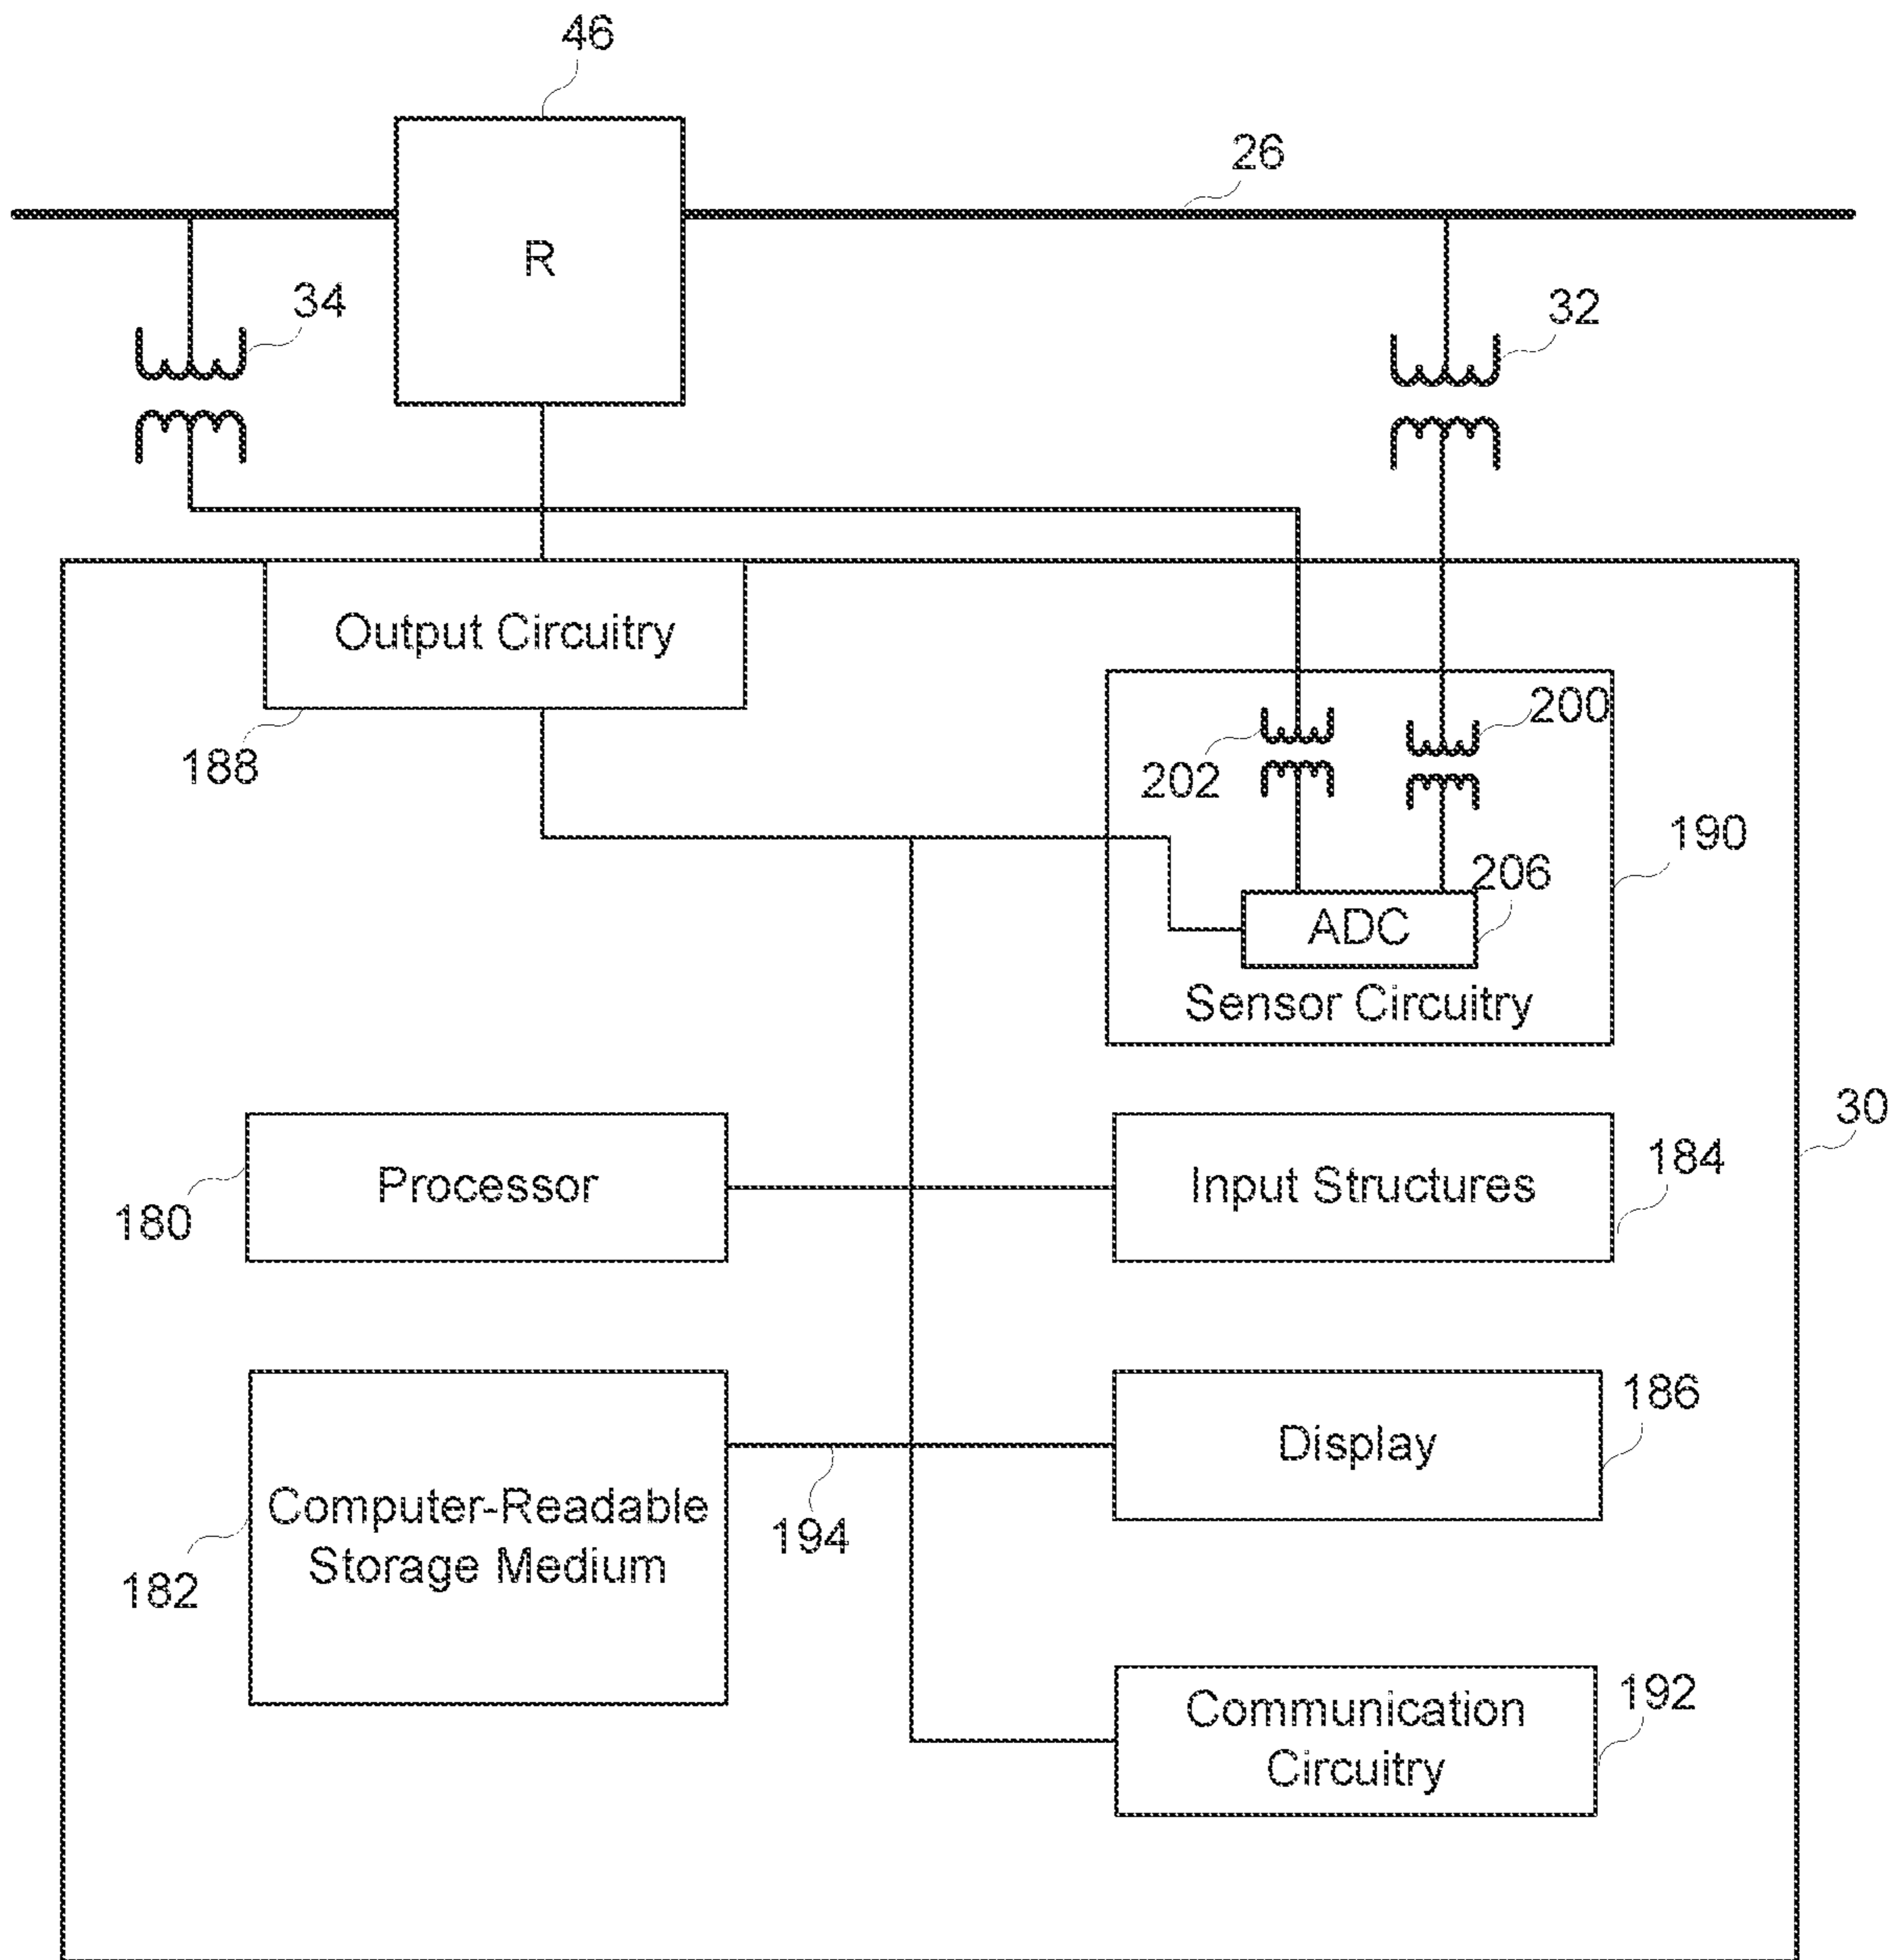 46
26
R
34
32
Output Circuitry
188
200
202
190
206
ADC
Sensor Circuitry
30
Processor
180
Input Structures
184
186
Display
Computer-Readable
Storage Medium
182
194
192
Communication
Circuitry